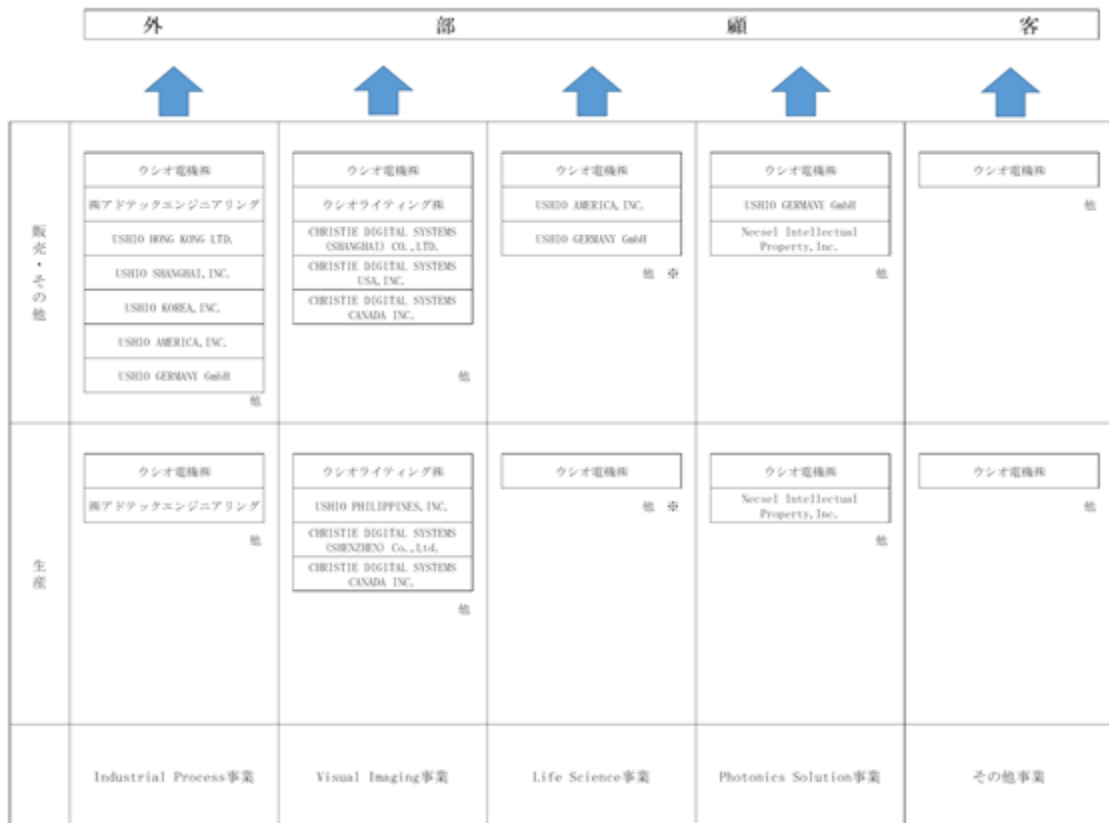 外部顧客
販売・その他
ウシオ電機㈱
㈱アドテックエンジニアリング
USHIO HONG KONG LTD.
USHIO SHANGHAI,INC.
USHIO KOREA,INC.
USHIO AMERICA,INC.
USHIO GERMANY GmbH
他
ウシオ電機㈱
ウシオライティング㈱
CHRISTIE DIGITAL SYSTEMS
(SHANGHAI) CO.,LTD.
CHRISTIE DIGITAL SYSTEMS
USA,INC.
CHRISTIE DIGITAL SYSTEMS
CANADA INC.
他
ウシオ電機㈱
USHIO AMERICA,INC.
USHIO GERMANY GmbH
他 ※
ウシオ電機㈱
USHIO GERMANY GmbH
Necsel Intellectual
Property,Inc.
他
ウシオ電機㈱
他
生産
ウシオ電機㈱
㈱アドテックエンジニアリング
他
ウシオライティング㈱
USHIO PHILIPPINES,INC.
CHRISTIE DIGITAL SYSTEMS
(SHENZHEN) Co.,Ltd.
CHRISTIE DIGITAL SYSTEMS
CANADA INC.
他
ウシオ電機㈱
他 ※
ウシオ電機㈱
Necsel Intellectual
Property,Inc.
他
ウシオ電機㈱
他
Industrial Process事業
Visual Imaging事業
Life Science事業
Photonics Solution事業
その他事業